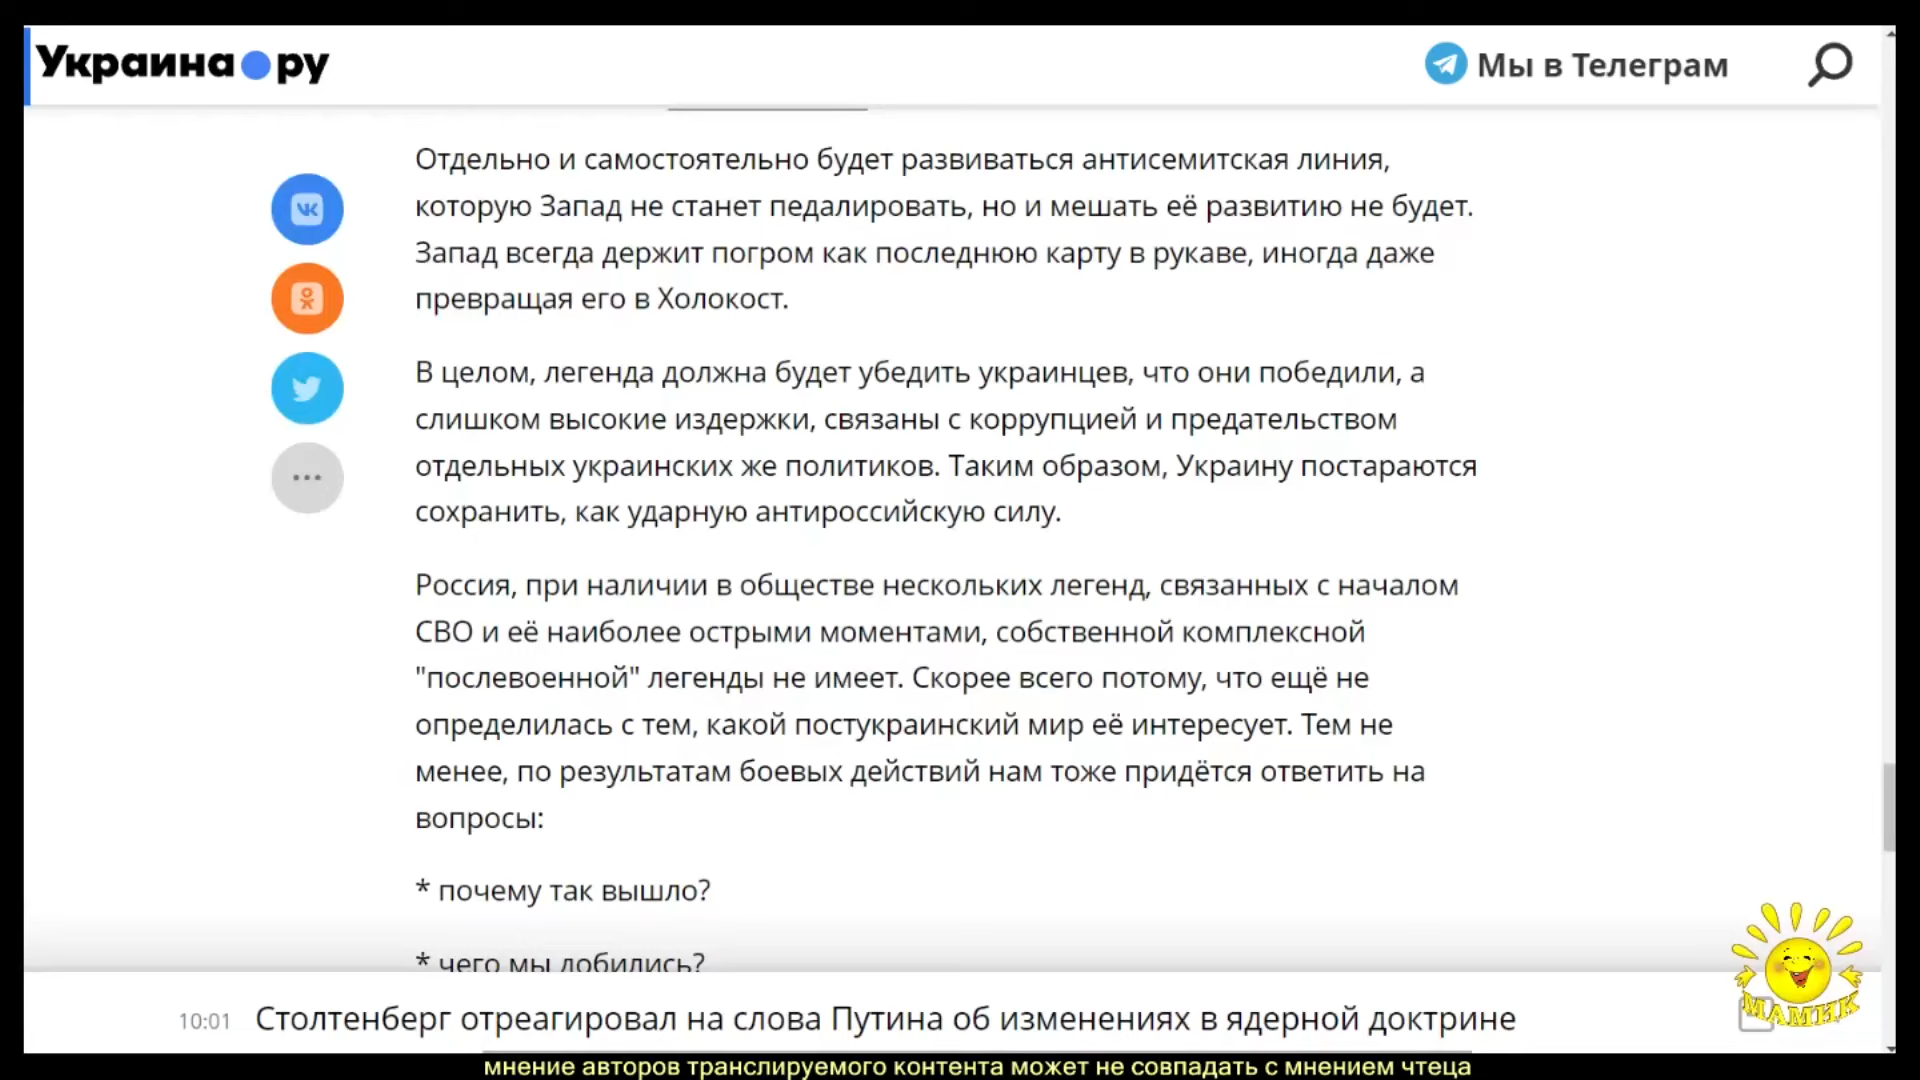 Украина ру
Мы в Телеграм
Отдельно и самостоятельно будет развиваться антисемитская линия,
которую Запад не станет педалировать, но и мешать её развитию не будет.
Запад всегда держит погром как последнюю карту в рукаве, иногда даже
превращая его в Холокост.
В целом, легенда должна будет убедить украинцев, что они победили, а
слишком высокие издержки, связаны с коррупцией и предательством
отдельных украинских же политиков. Таким образом, Украину постараются
сохранить, как ударную антироссийскую силу.
Россия, при наличии в обществе нескольких легенд, связанных с началом
СВО и её наиболее острыми моментами, собственной комплексной
"послевоенной" легенды не имеет. Скорее всего потому, что ещё не
определилась с тем, какой постукраинский мир её интересует. Тем не
менее, по результатам боевых действий нам тоже придётся ответить на
вопросы:
* почему так вышло?
* чего мы добились?
10:01 Столтенберг отреагировал на слова Путина об изменениях в ядерной доктрине
МАМИК
мнение авторов транслируемого контента может не совпадать с мнением чтеца